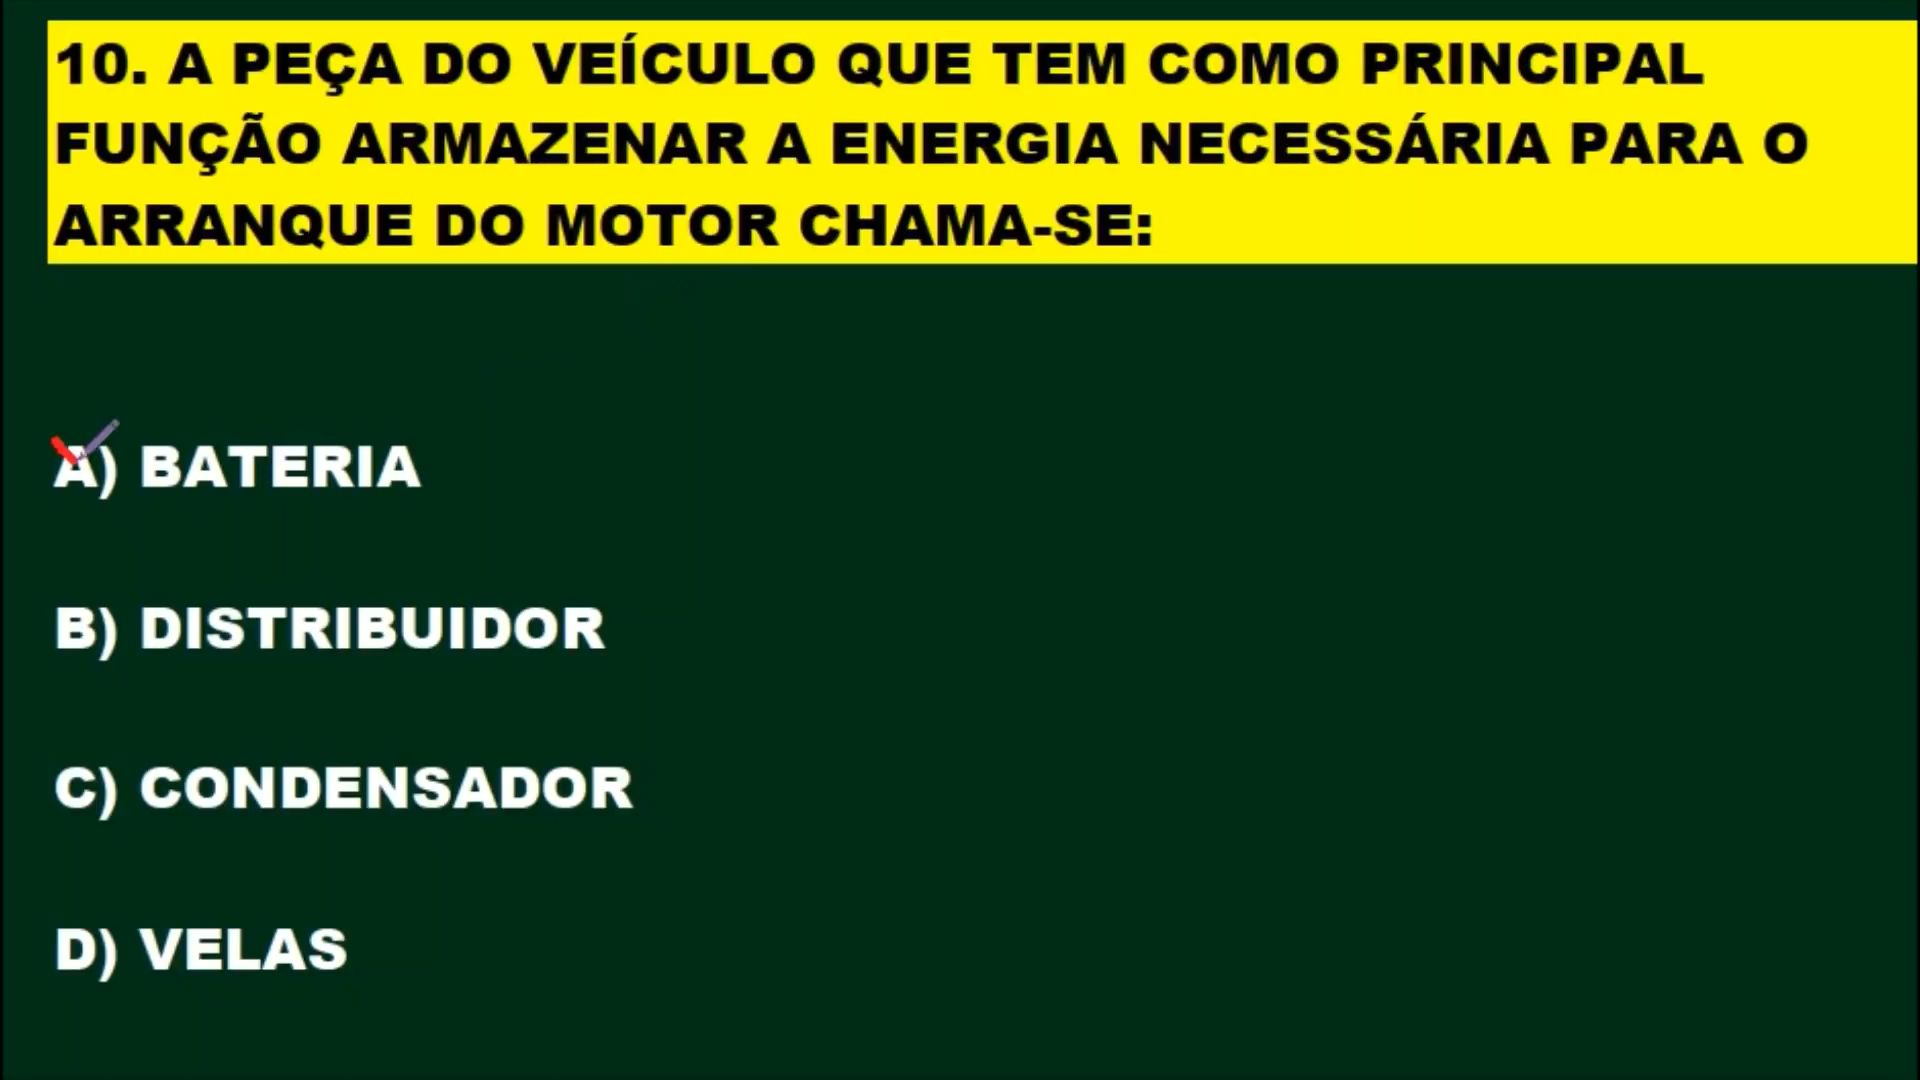 10. A PEÇA DO VEÍCULO QUE TEM COMO PRINCIPAL
FUNÇÃO ARMAZENAR A ENERGIA NECESSÁRIA PARA O
ARRANQUE DO MOTOR CHAMA-SE:
A) BATERIA
B) DISTRIBUIDOR
C) CONDENSADOR
D) VELAS